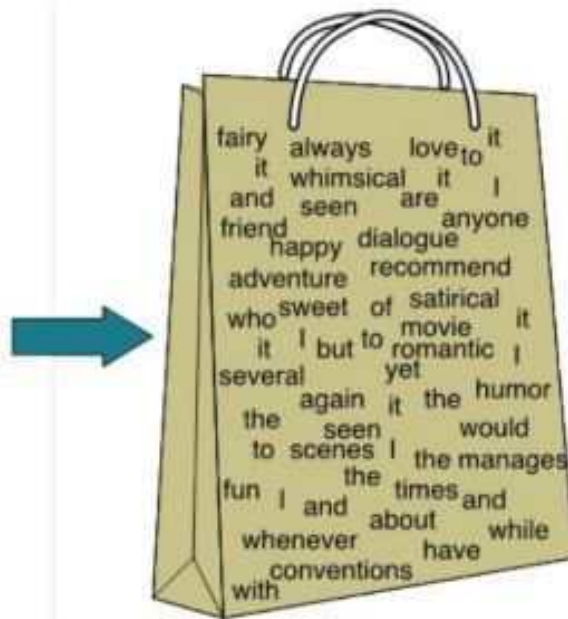 fairy always love to it
it whimsical it I
and seen are anyone
friend happy dialogue
adventure recommend
who sweet of satirical it
it I but to movie romantic I
several yet
again it the humor
the seen would
to scenes I the manages
fun I and the times and
about while
whenever have
with conventions